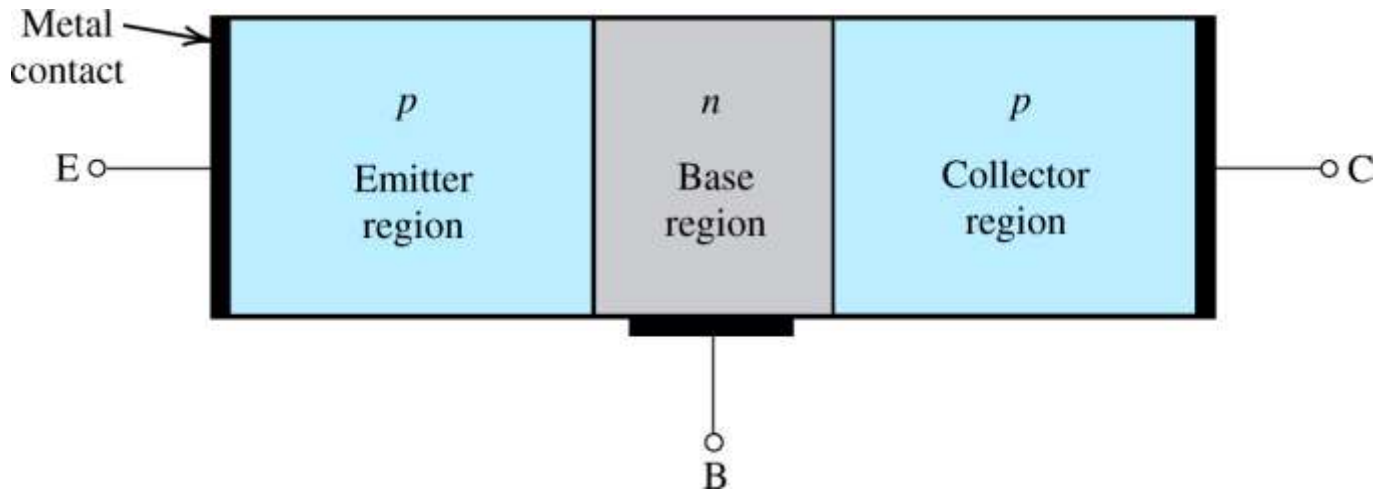 Metal
contact
p
Emitter
region
n
Base
region
p
Collector
region
E
C
B